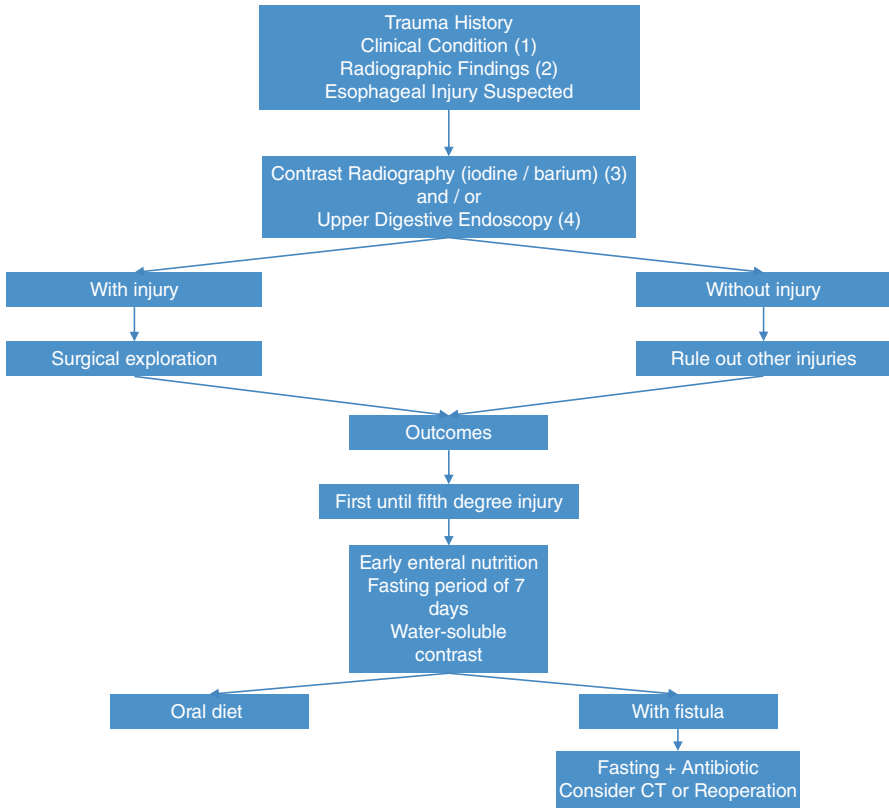 Trauma History
Clinical Condition (1)
Radiographic Findings (2)
Esophageal Injury Suspected
Contrast Radiography (iodine / barium) (3)
and / or
Upper Digestive Endoscopy (4)
With injury
Without injury
Surgical exploration
Rule out other injuries
Outcomes
First until fifth degree injury
Early enteral nutrition
Fasting period of 7
days
Water-soluble
contrast
Oral diet
With fistula
Fasting + Antibiotic
Consider CT or Reoperation